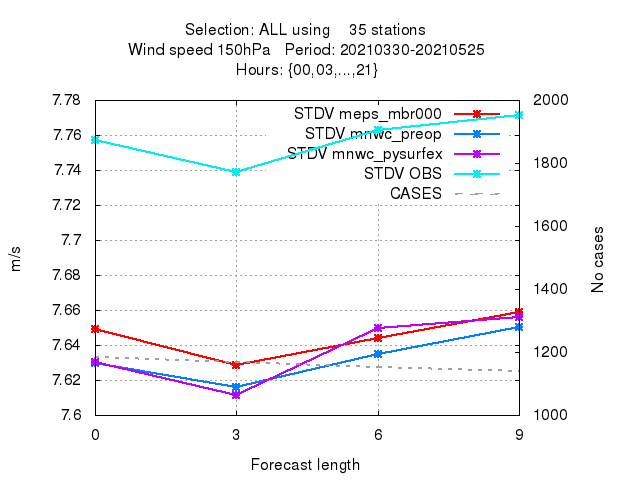 Selection: ALL using    35 stations
Wind speed 150hPa   Period: 20210330-20210525
Hours: {00,03,...,21}
7.78
7.76
7.74
7.72
7.7
7.68
7.66
7.64
7.62
7.6
2000
1800
1600
1400
1200
1000
STDV meps_mbr000
STDV mnwc_preop
STDV mnwc_pysurfex
STDV OBS
CASES
m/s
No cases
0 3 6 9
Forecast length